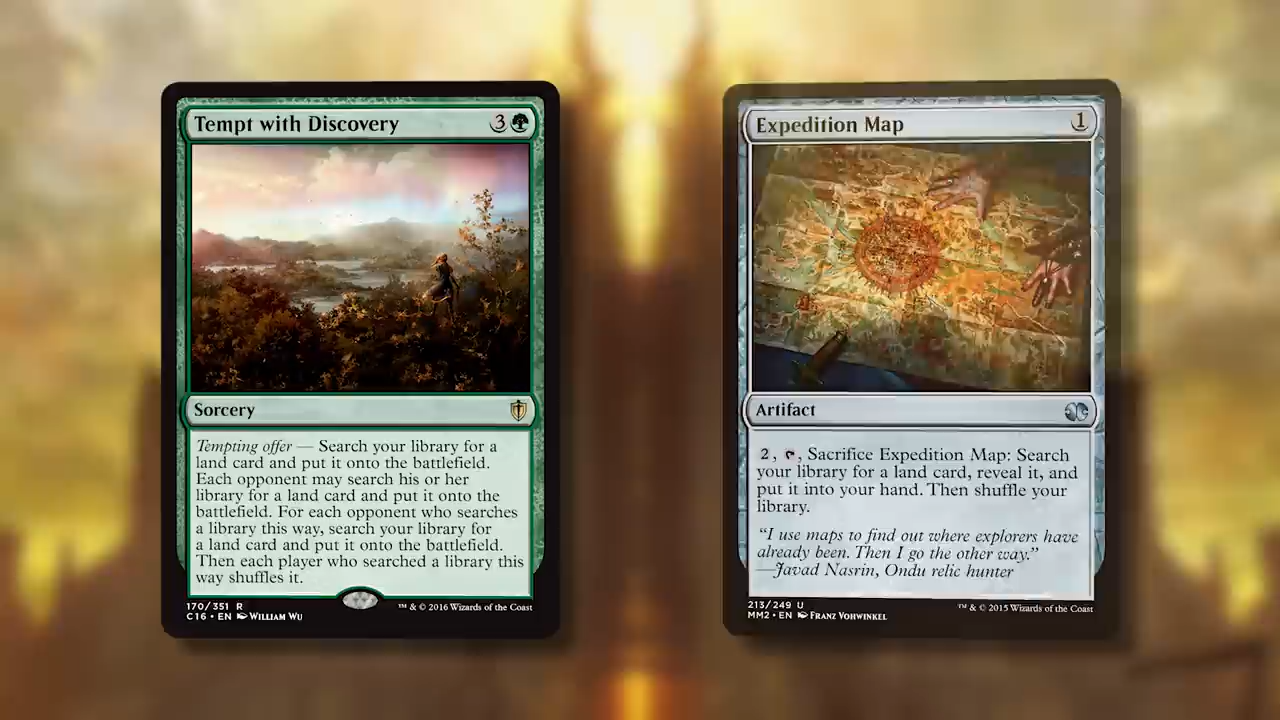 Tempt with Discovery 3
Sorcery
Tempting offer — Search your library for a
land card and put it onto the battlefield.
Each opponent may search his or her
library for a land card and put it onto the
battlefield. For each opponent who searches
a library this way, search your library for
a land card and put it onto the battlefield.
Then each player who searched a library this
way shuffles it.
170/351 R
C16 • EN William Wu
™ & © 2016 Wizards of the Coast
Expedition Map 1
Artifact
2, , Sacrifice Expedition Map: Search
your library for a land card, reveal it, and
put it into your hand. Then shuffle your
library.
“I use maps to find out where explorers have
already been. Then I go the other way.”
—Javad Nasrin, Ondu relic hunter
213/249 U
MM2 • EN Franz Vohwinkel
™ & © 2015 Wizards of the Coast